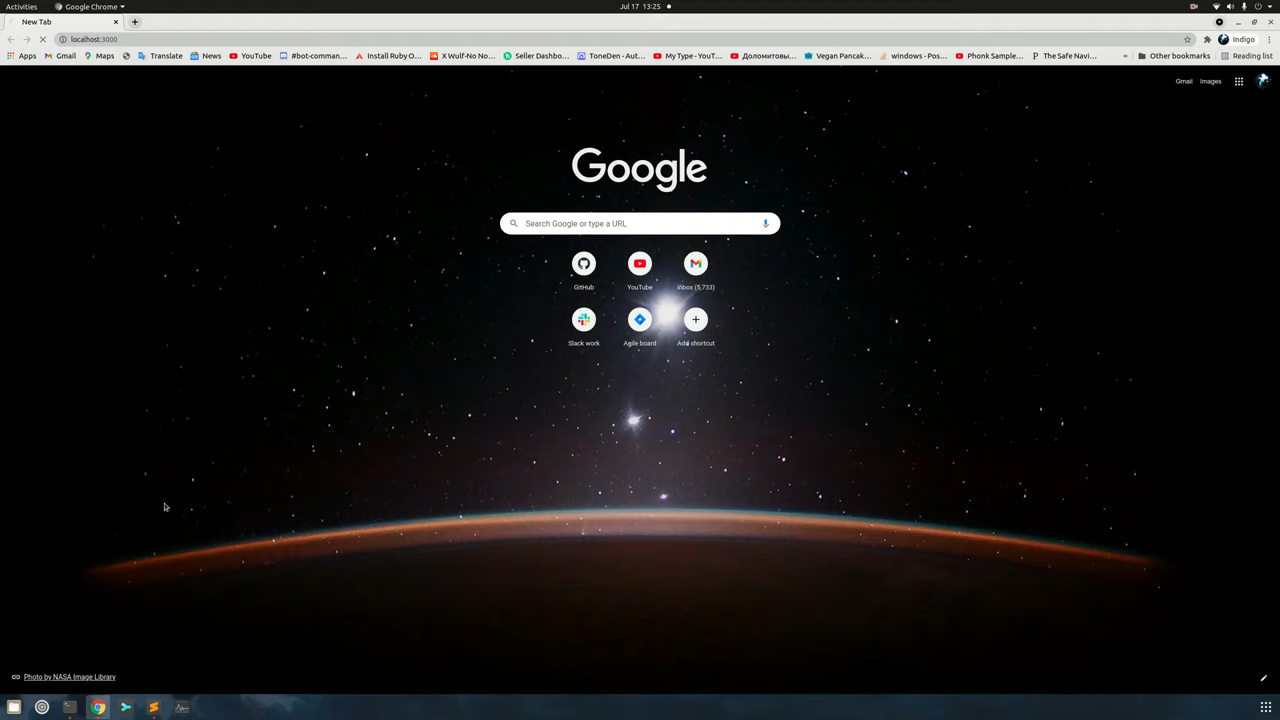 Activities Google Chrome Jul 17 13:25
New Tab
localhost:3000
Indigo
Apps Gmail Maps Translate News YouTube #bot-comman... Install Ruby O... X Wulf-No No... Seller Dashbo... ToneDen - Aut... My Type - YouT... Доломитовы... Vegan Pancak... windows - Pos... Phonk Sample... The Safe Navi... » Other bookmarks Reading list
Gmail Images
Google
Search Google or type a URL
GitHub YouTube Inbox (5,733)
Slack work Agile board Add shortcut
Photo by NASA Image Library